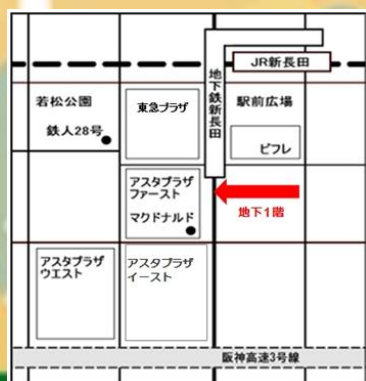 JR新長田
地下鉄新長田
若松公園
鉄人28号
東急プラザ
駅前広場
ピフレ
アスタプラザ
ファースト
マクドナルド
地下1階
アスタプラザ
ウエスト
アスタプラザ
イースト
阪神高速3号線